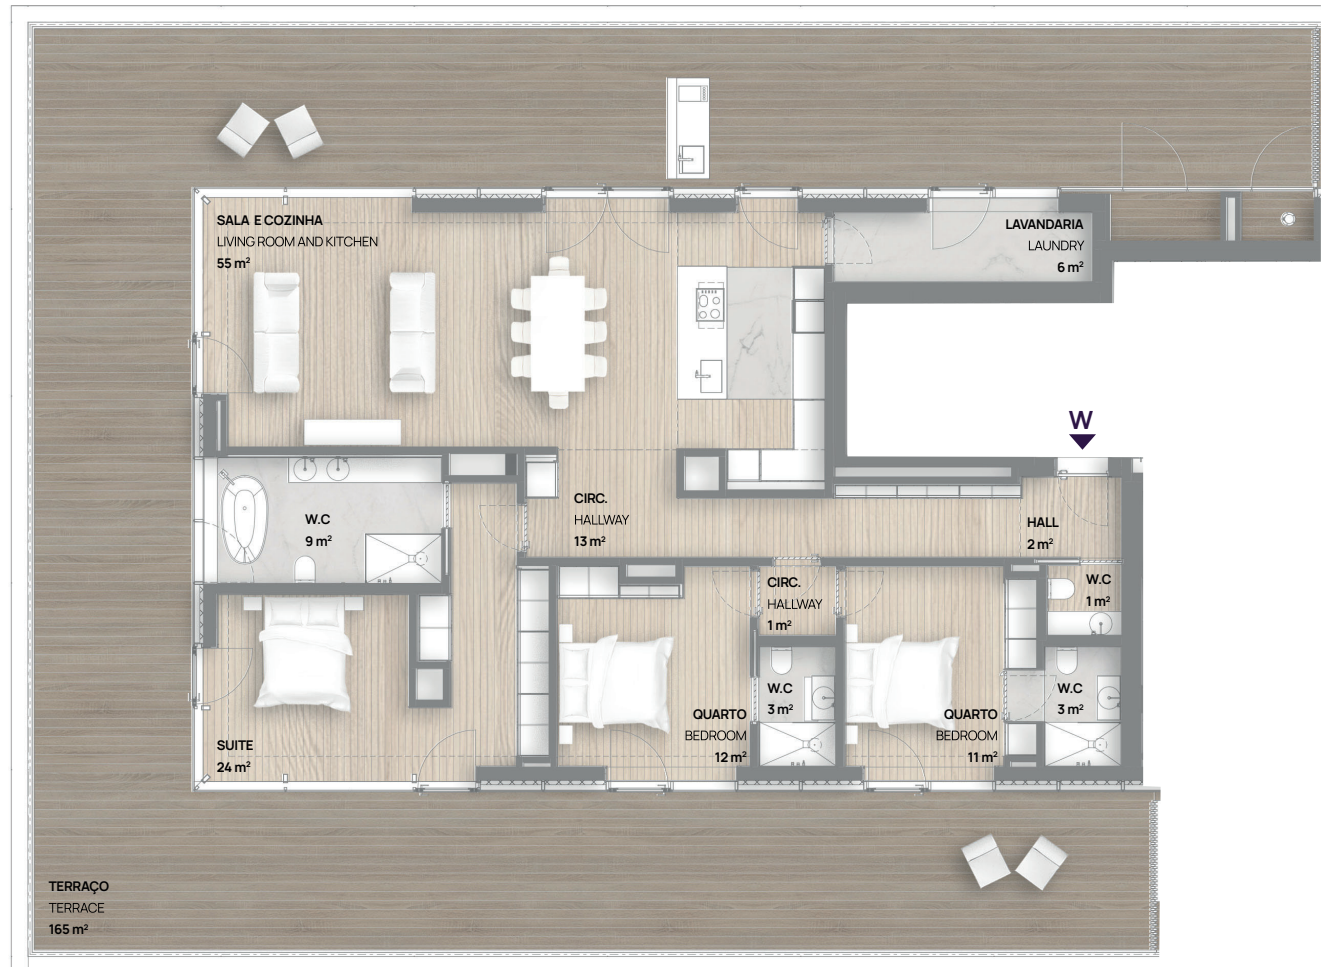 SALA E COZINHA
LIVING ROOM AND KITCHEN
55 m²
LAVANDARIA
LAUNDRY
6 m²
W
W.C
9 m²
CIRC.
HALLWAY
13 m²
HALL
2 m²
CIRC.
HALLWAY
1 m²
W.C
1 m²
SUITE
24 m²
QUARTO
BEDROOM
12 m²
W.C
3 m²
QUARTO
BEDROOM
11 m²
W.C
3 m²
TERRAÇO
TERRACE
165 m²